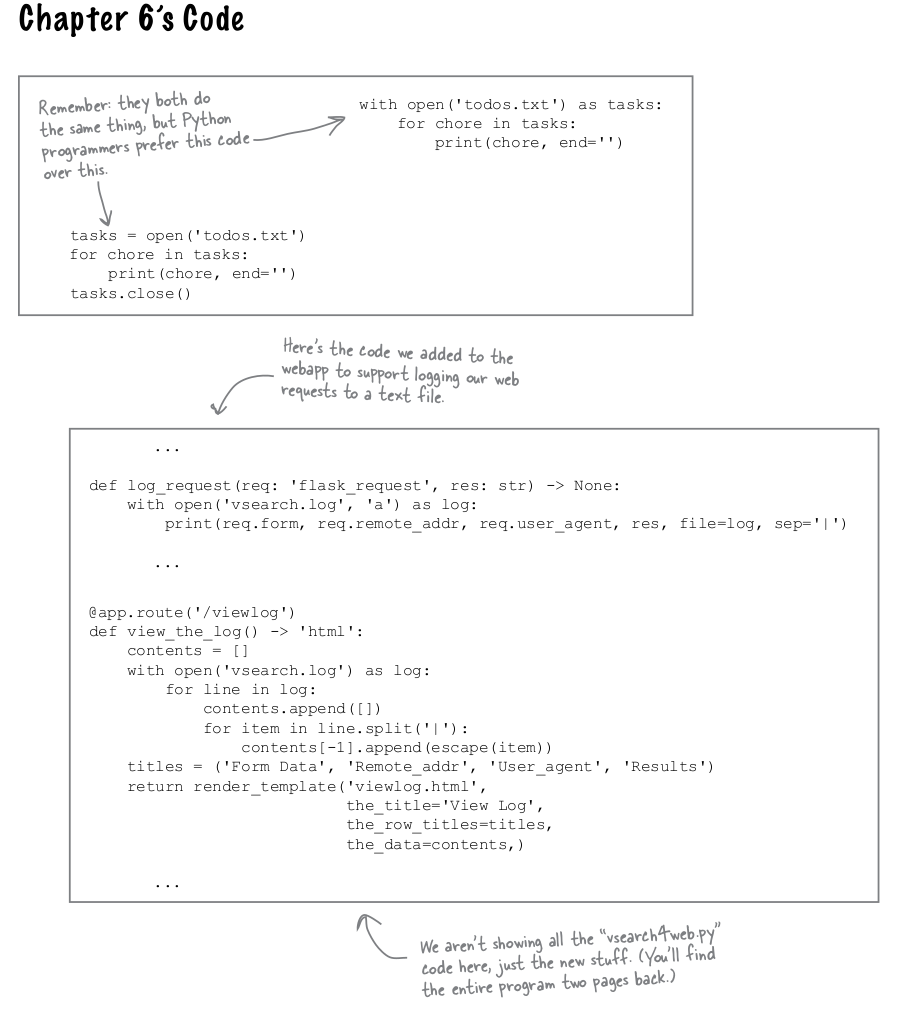 Chapter 6's Code
Remember: they both do
the same thing, but Python
programmers prefer this code
over this.
with open('todos.txt') as tasks:
    for chore in tasks:
        print(chore, end='')
tasks = open('todos.txt')
for chore in tasks:
    print(chore, end='')
tasks.close()
Here's the code we added to the
webapp to support logging our web
requests to a text file.
...
def log_request(req: 'flask_request', res: str) -> None:
    with open('vsearch.log', 'a') as log:
        print(req.form, req.remote_addr, req.user_agent, res, file=log, sep='|')
...
@app.route('/viewlog')
def view_the_log() -> 'html':
    contents = []
    with open('vsearch.log') as log:
        for line in log:
            contents.append([])
            for item in line.split('|'):
                contents[-1].append(escape(item))
    titles = ('Form Data', 'Remote_addr', 'User_agent', 'Results')
    return render_template('viewlog.html',
                           the_title='View Log',
                           the_row_titles=titles,
                           the_data=contents,)
...
We aren't showing all the "vsearch4web.py"
code here, just the new stuff. (You'll find
the entire program two pages back.)